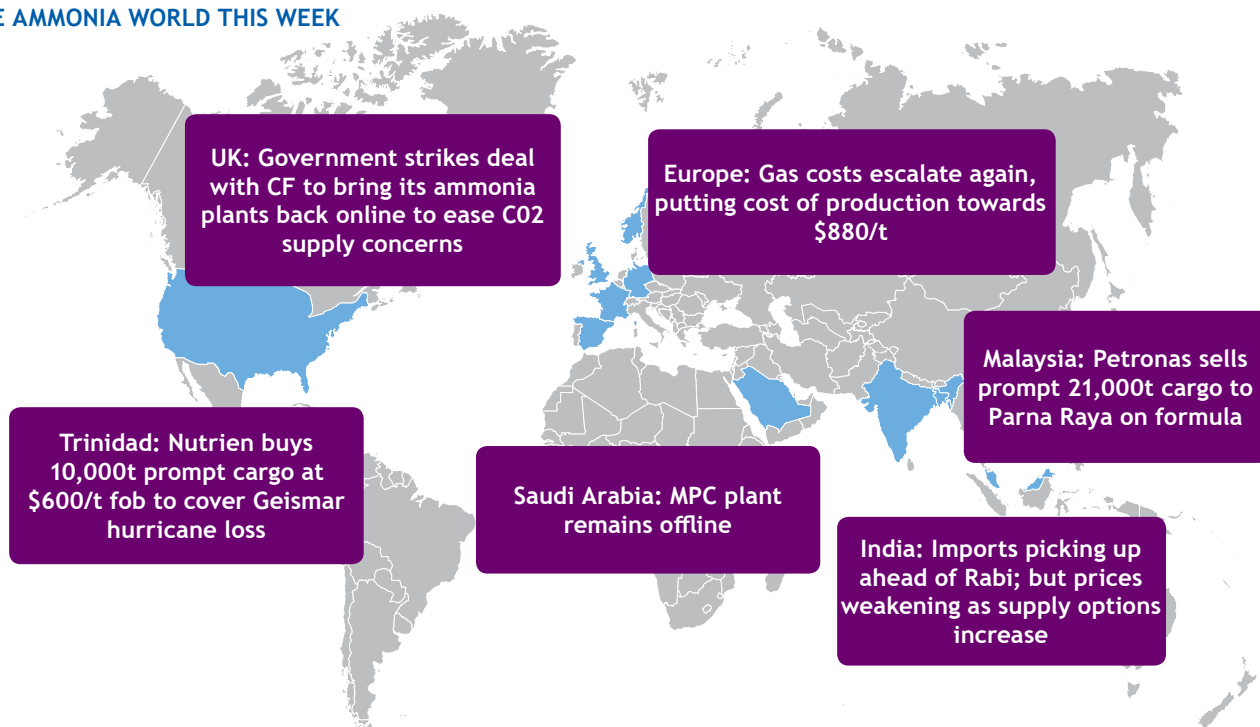 E AMMONIA WORLD THIS WEEK
UK: Government strikes deal
with CF to bring its ammonia
plants back online to ease C02
supply concerns
Europe: Gas costs escalate again,
putting cost of production towards
$880/t
Malaysia: Petronas sells
prompt 21,000t cargo to
Parna Raya on formula
Trinidad: Nutrien buys
10,000t prompt cargo at
$600/t fob to cover Geismar
hurricane loss
Saudi Arabia: MPC plant
remains offline
India: Imports picking up
ahead of Rabi; but prices
weakening as supply options
increase